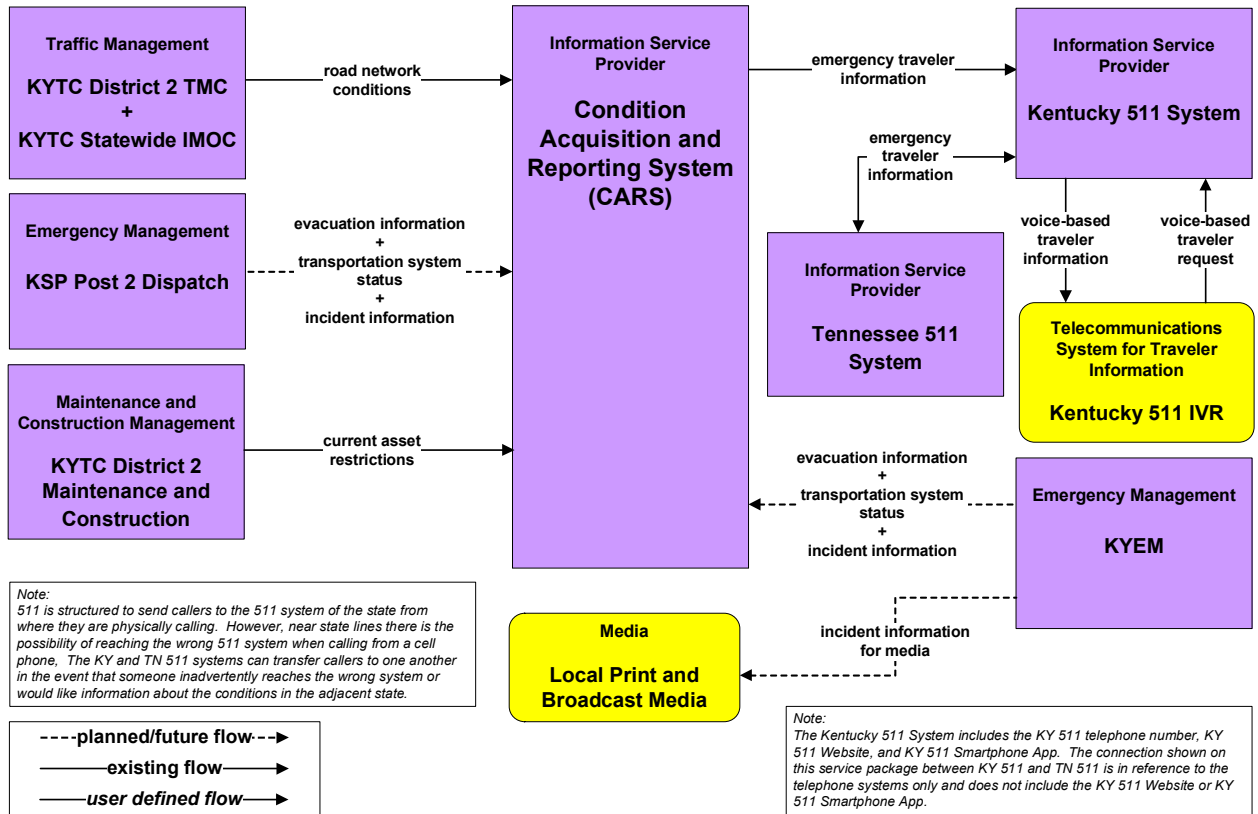 Traffic Management
KYTC District 2 TMC
+
KYTC Statewide IMOC
road network
conditions
Information Service
Provider
Condition
Acquisition and
Reporting System
(CARS)
emergency traveler
information
Information Service
Provider
Kentucky 511 System
emergency
traveler
information
Emergency Management
KSP Post 2 Dispatch
evacuation information
+
transportation system
status
+
incident information
Information Service
Provider
Tennessee 511
System
voice-based
traveler
information
voice-based
traveler
request
Telecommunications
System for Traveler
Information
Kentucky 511 IVR
Maintenance and
Construction Management
KYTC District 2
Maintenance and
Construction
current asset
restrictions
evacuation information
+
transportation system
status
+
incident information
Emergency Management
KYEM
Note:
511 is structured to send callers to the 511 system of the state from
where they are physically calling. However, near state lines there is the
possibility of reaching the wrong 511 system when calling from a cell
phone, The KY and TN 511 systems can transfer callers to one another
in the event that someone inadvertently reaches the wrong system or
would like information about the conditions in the adjacent state.
Media
Local Print and
Broadcast Media
incident information
for media
planned/future flow
existing flow
user defined flow
Note:
The Kentucky 511 System includes the KY 511 telephone number, KY
511 Website, and KY 511 Smartphone App. The connection shown on
this service package between KY 511 and TN 511 is in reference to the
telephone systems only and does not include the KY 511 Website or KY
511 Smartphone App.